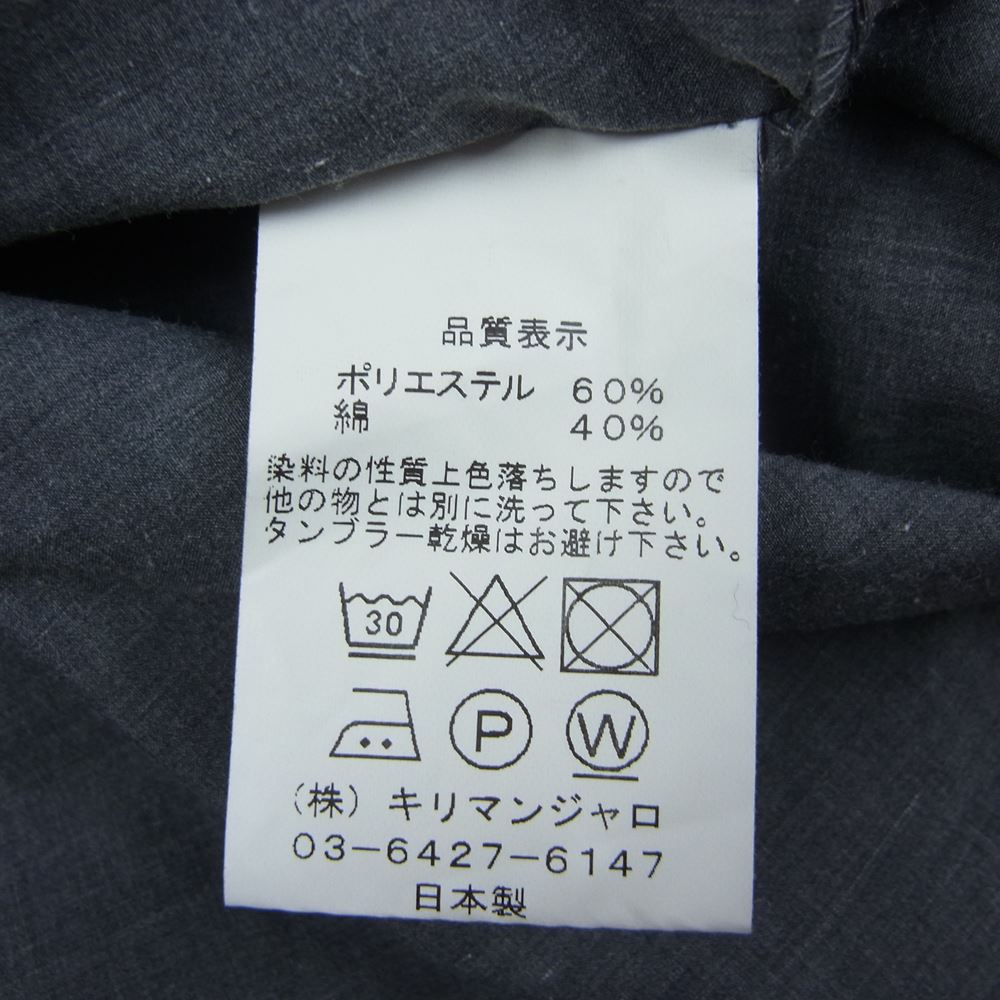 品質表示
ポリエステル 60%
綿 40%
染料の性質上色落ちしますので
他の物とは別に洗って下さい。
タンブラー乾燥はお避け下さい。
30
P W
(株) キリマンジャロ
03-6427-6147
日本製